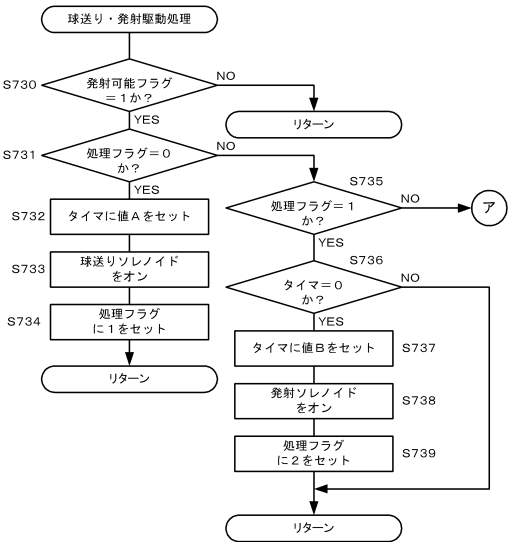 球送り・発射駆動処理
S730
発射可能フラグ
＝1か？
NO
YES
リターン
S731
処理フラグ＝0
か？
NO
YES
S732
タイマに値Aをセット
S733
球送りソレノイド
をオン
S734
処理フラグ
に1をセット
リターン
S735
処理フラグ＝1
か？
NO
ア
YES
S736
タイマ＝0
か？
NO
YES
タイマに値Bをセット
S737
発射ソレノイド
をオン
S738
処理フラグ
に2をセット
S739
リターン